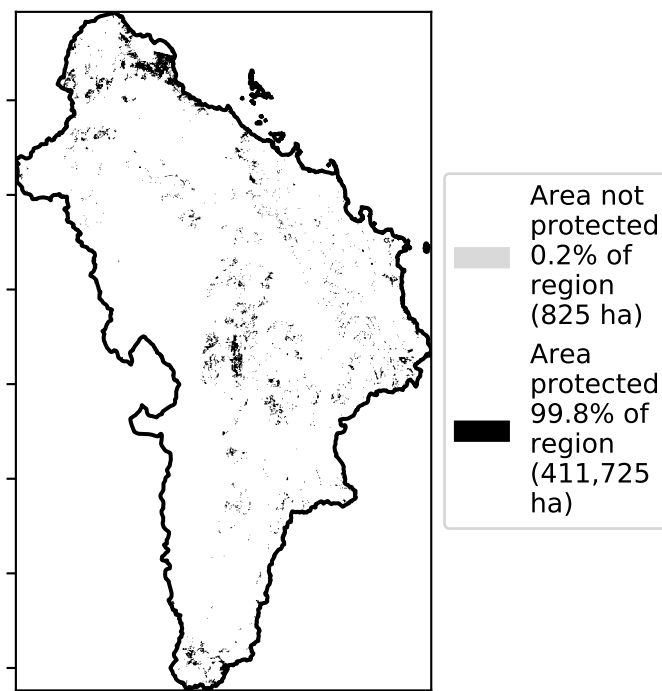 Area not
protected
0.2% of
region
(825 ha)
Area
protected
99.8% of
region
(411,725
ha)